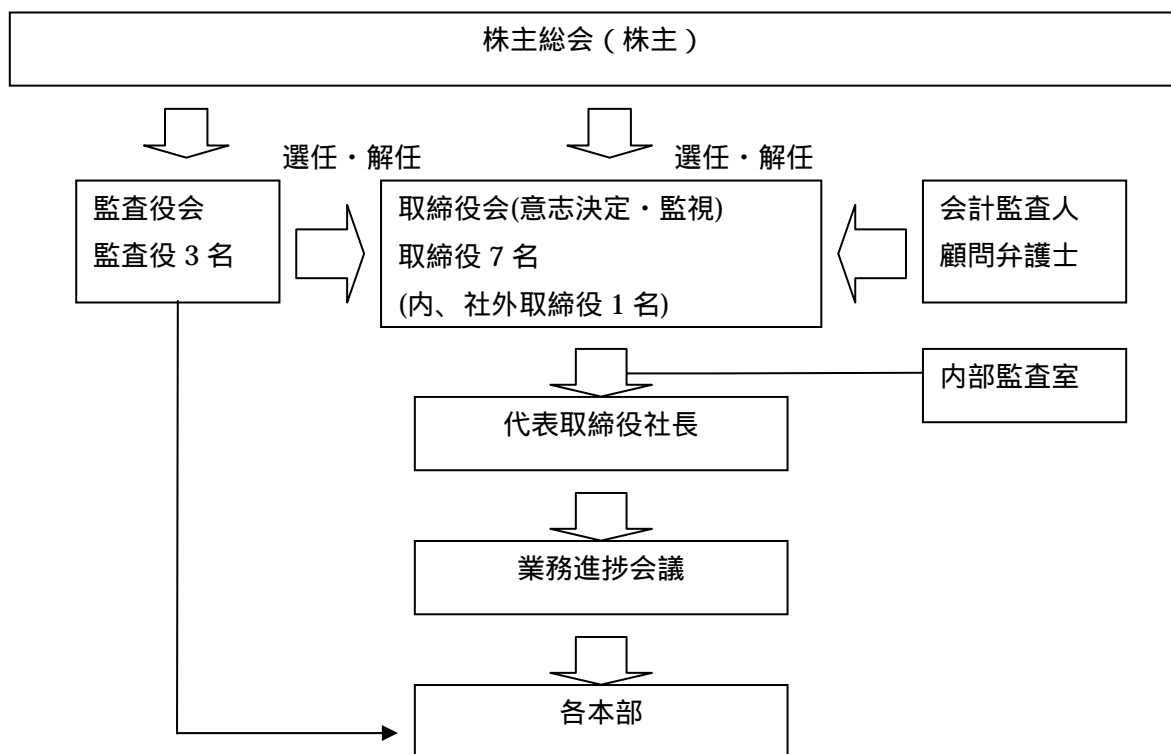 株主総会（株主）
選任・解任
選任・解任
監査役会
監査役 3 名
取締役会(意志決定・監視)
取締役 7 名
(内、社外取締役 1 名)
会計監査人
顧問弁護士
内部監査室
代表取締役社長
業務進捗会議
各本部